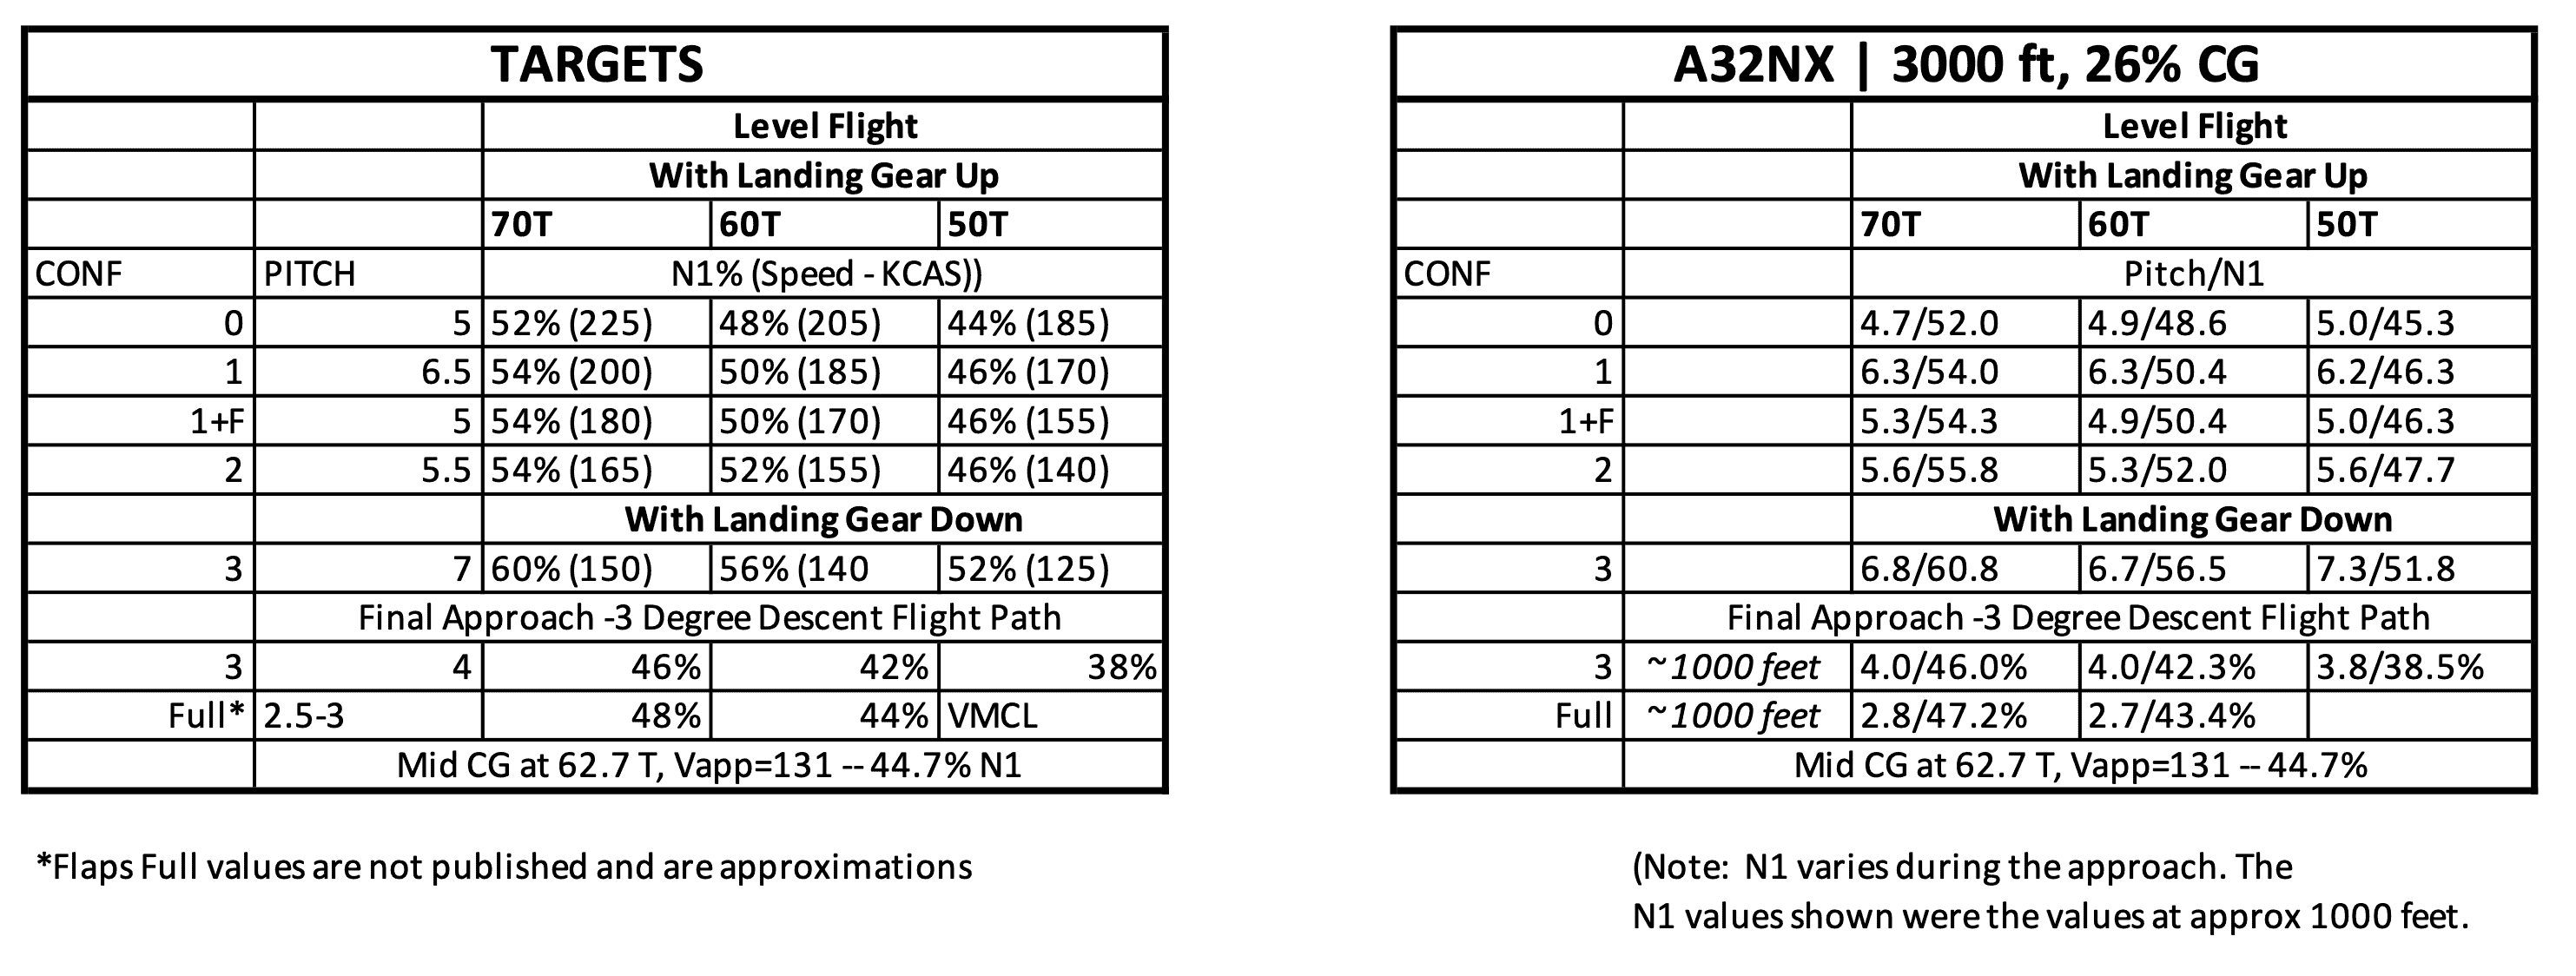 TARGETS
Level Flight
With Landing Gear Up
70T 60T 50T
CONF PITCH N1% (Speed - KCAS))
0 5 52% (225) 48% (205) 44% (185)
1 6.5 54% (200) 50% (185) 46% (170)
1+F 5 54% (180) 50% (170) 46% (155)
2 5.5 54% (165) 52% (155) 46% (140)
With Landing Gear Down
3 7 60% (150) 56% (140 52% (125)
Final Approach -3 Degree Descent Flight Path
3 4 46% 42% 38%
Full* 2.5-3 48% 44% VMCL
Mid CG at 62.7 T, Vapp=131 -- 44.7% N1
*Flaps Full values are not published and are approximations
A32NX | 3000 ft, 26% CG
Level Flight
With Landing Gear Up
70T 60T 50T
CONF Pitch/N1
0 4.7/52.0 4.9/48.6 5.0/45.3
1 6.3/54.0 6.3/50.4 6.2/46.3
1+F 5.3/54.3 4.9/50.4 5.0/46.3
2 5.6/55.8 5.3/52.0 5.6/47.7
With Landing Gear Down
3 6.8/60.8 6.7/56.5 7.3/51.8
Final Approach -3 Degree Descent Flight Path
3 ~1000 feet 4.0/46.0% 4.0/42.3% 3.8/38.5%
Full ~1000 feet 2.8/47.2% 2.7/43.4%
Mid CG at 62.7 T, Vapp=131 -- 44.7%
(Note: N1 varies during the approach. The
N1 values shown were the values at approx 1000 feet.